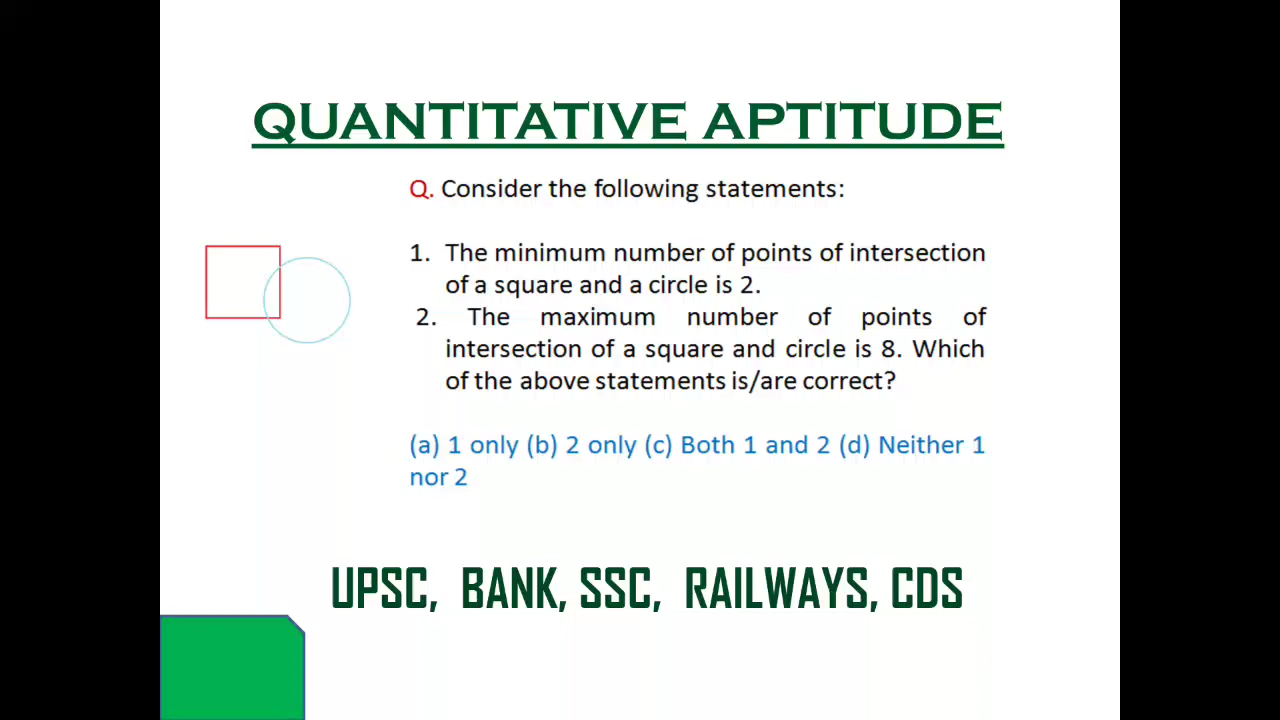 QUANTITATIVE APTITUDE
Q. Consider the following statements:
1. The minimum number of points of intersection
of a square and a circle is 2.
2. The maximum number of points of
intersection of a square and circle is 8. Which
of the above statements is/are correct?
(a) 1 only (b) 2 only (c) Both 1 and 2 (d) Neither 1
nor 2
UPSC, BANK, SSC, RAILWAYS, CDS